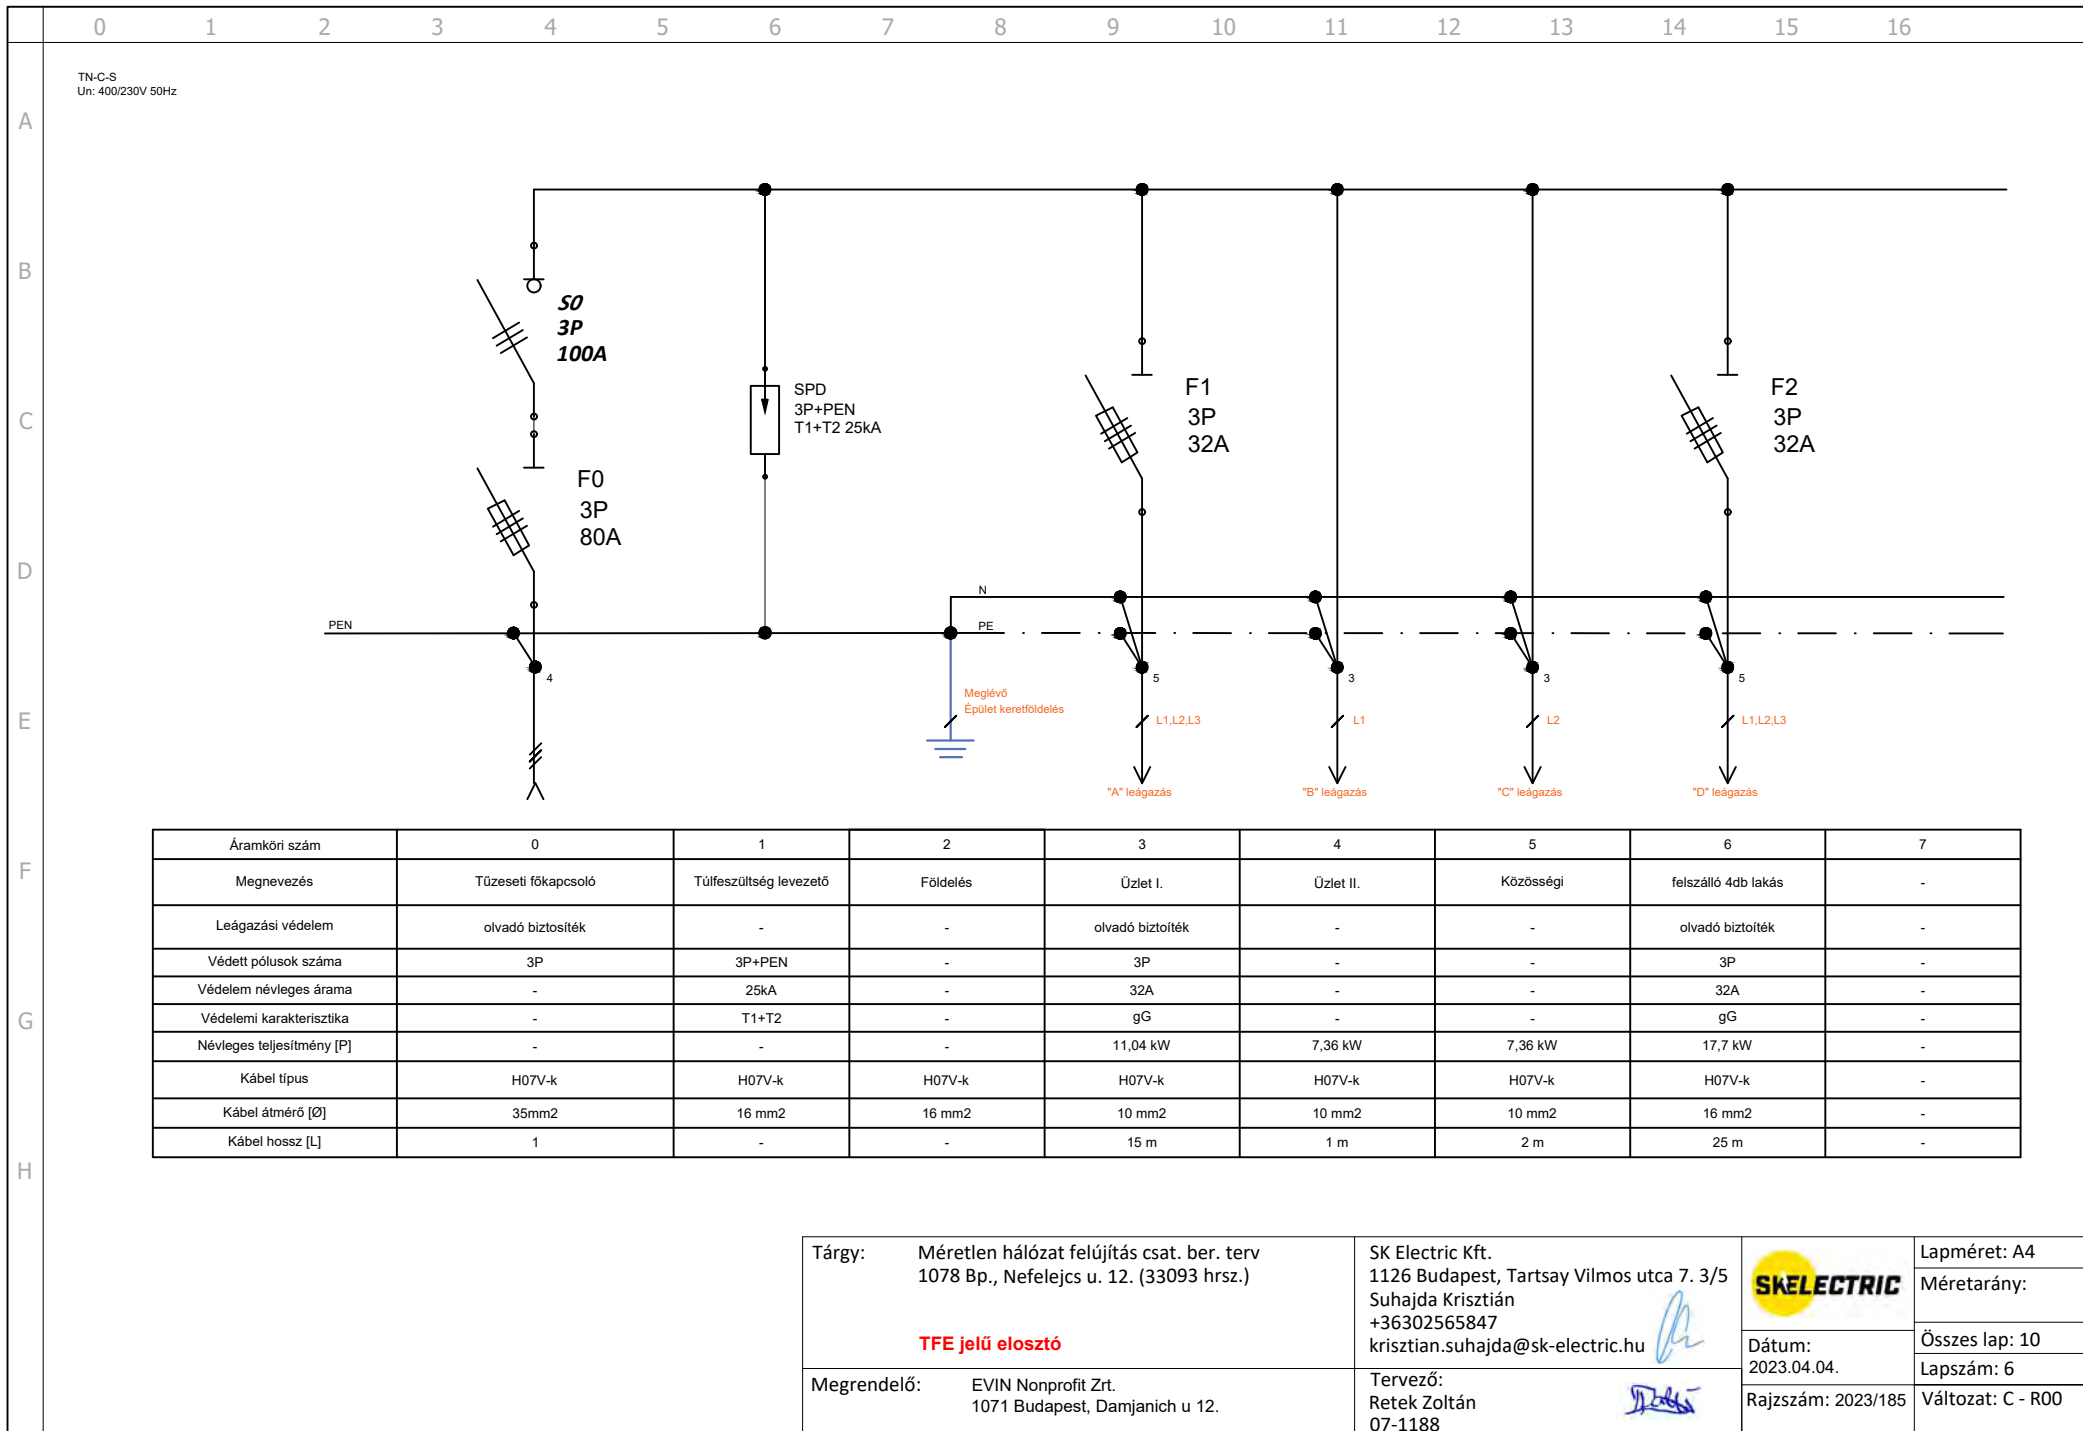 0 1 2 3 4 5 6 7 8 9 10 11 12 13 14 15 16
A
B
C
D
E
F
G
H
TN-C-S
Un: 400/230V 50Hz
S0
3P
100A
F0
3P
80A
SPD
3P+PEN
T1+T2 25kA
F1
3P
32A
F2
3P
32A
N
PEN
PE
4
5
3
3
5
Meglévő
Épület keretföldelés
L1,L2,L3
L1
L2
L1,L2,L3
"A" leágazás
"B" leágazás
"C" leágazás
"D" leágazás
Áramköri szám 0 1 2 3 4 5 6 7
Megnevezés Tűzeseti főkapcsoló Túlfeszültség levezető Földelés Üzlet I. Üzlet II. Közösségi felszálló 4db lakás -
Leágazási védelem olvadó biztosíték - - olvadó biztoíték - - olvadó biztoíték -
Védett pólusok száma 3P 3P+PEN - 3P - - 3P -
Védelem névleges árama - 25kA - 32A - - 32A -
Védelemi karakterisztika - T1+T2 - gG - - gG -
Névleges teljesítmény [P] - - - 11,04 kW 7,36 kW 7,36 kW 17,7 kW -
Kábel típus H07V-k H07V-k H07V-k H07V-k H07V-k H07V-k H07V-k -
Kábel átmérő [Ø] 35mm2 16 mm2 16 mm2 10 mm2 10 mm2 10 mm2 16 mm2 -
Kábel hossz [L] 1 - - 15 m 1 m 2 m 25 m -
Tárgy: Méretlen hálózat felújítás csat. ber. terv
1078 Bp., Nefelejcs u. 12. (33093 hrsz.)
TFE jelű elosztó
Megrendelő: EVIN Nonprofit Zrt.
1071 Budapest, Damjanich u 12.
SK Electric Kft.
1126 Budapest, Tartsay Vilmos utca 7. 3/5
Suhajda Krisztián
+36302565847
krisztian.suhajda@sk-electric.hu
Tervező:
Retek Zoltán
07-1188
SKELECTRIC
Dátum:
2023.04.04.
Rajzszám: 2023/185
Lapméret: A4
Méretarány:
Összes lap: 10
Lapszám: 6
Változat: C - R00